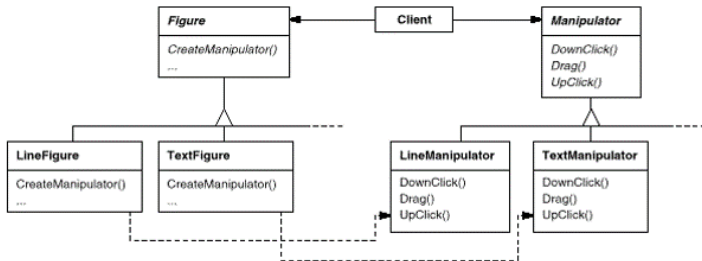 Figure
CreateManipulator()
...
Client
Manipulator
DownClick()
Drag()
UpClick()
LineFigure
CreateManipulator()
...
TextFigure
CreateManipulator()
...
LineManipulator
DownClick()
Drag()
UpClick()
TextManipulator
DownClick()
Drag()
UpClick()